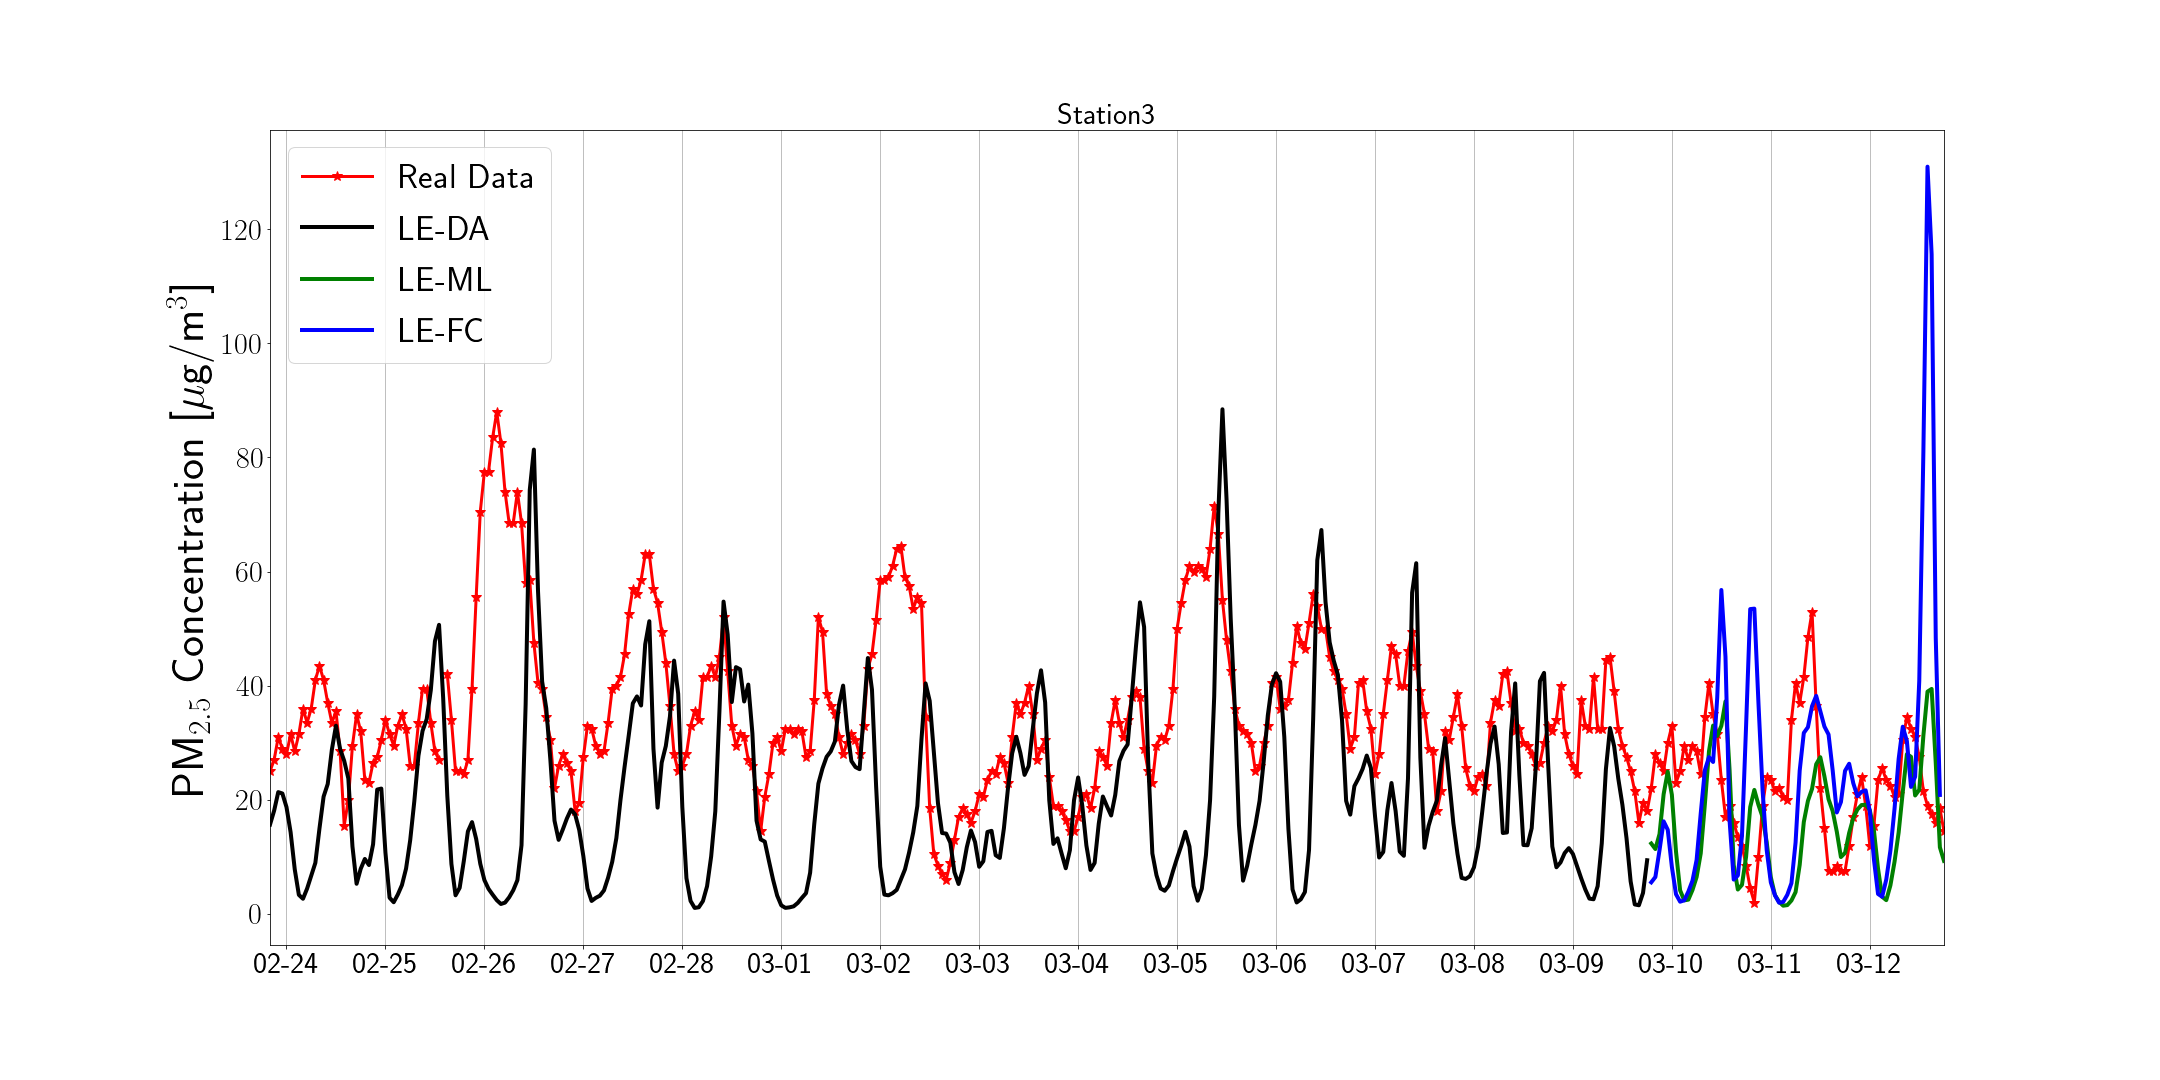 Station3
Real Data
LE-DA
LE-ML
LE-FC
PM2.5 Concentration [μg/m³]
120
100
80
60
40
20
0
02-24 02-25 02-26 02-27 02-28 03-01 03-02 03-03 03-04 03-05 03-06 03-07 03-08 03-09 03-10 03-11 03-12